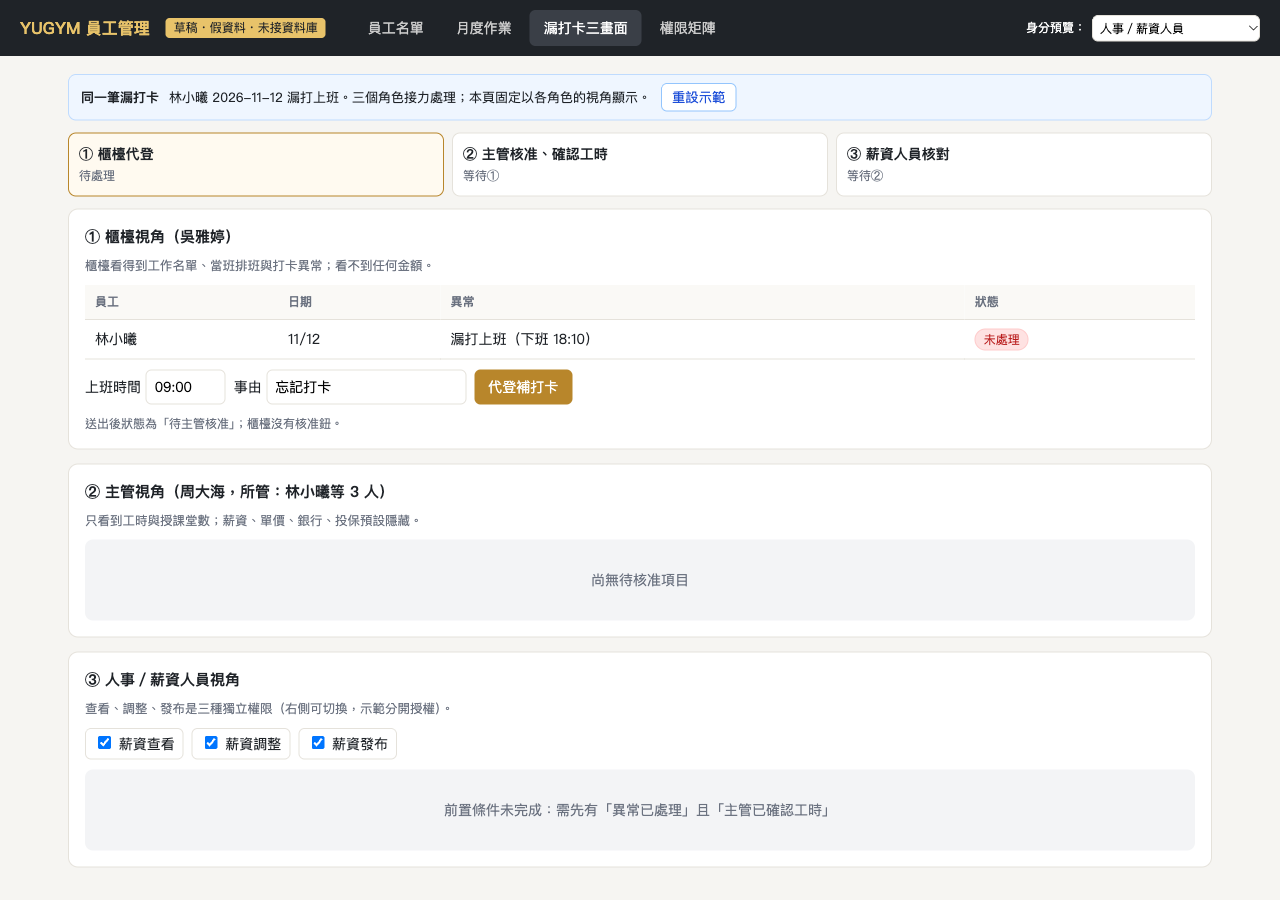 YUGYM 員工管理 草稿・假資料・未接資料庫 員工名單 月度作業 漏打卡三畫面 權限矩陣 身分預覽： 人事 / 薪資人員
同一筆漏打卡 林小曦 2026–11–12 漏打上班。三個角色接力處理；本頁固定以各角色的視角顯示。 重設示範
① 櫃檯代登
待處理
② 主管核准、確認工時
等待①
③ 薪資人員核對
等待②
① 櫃檯視角（吳雅婷）
櫃檯看得到工作名單、當班排班與打卡異常；看不到任何金額。
員工 日期 異常 狀態
林小曦 11/12 漏打上班（下班 18:10） 未處理
上班時間 09:00 事由 忘記打卡 代登補打卡
送出後狀態為「待主管核准」；櫃檯沒有核准鈕。
② 主管視角（周大海，所管：林小曦等 3 人）
只看到工時與授課堂數；薪資、單價、銀行、投保預設隱藏。
尚無待核准項目
③ 人事 / 薪資人員視角
查看、調整、發布是三種獨立權限（右側可切換，示範分開授權）。
薪資查看 薪資調整 薪資發布
前置條件未完成：需先有「異常已處理」且「主管已確認工時」